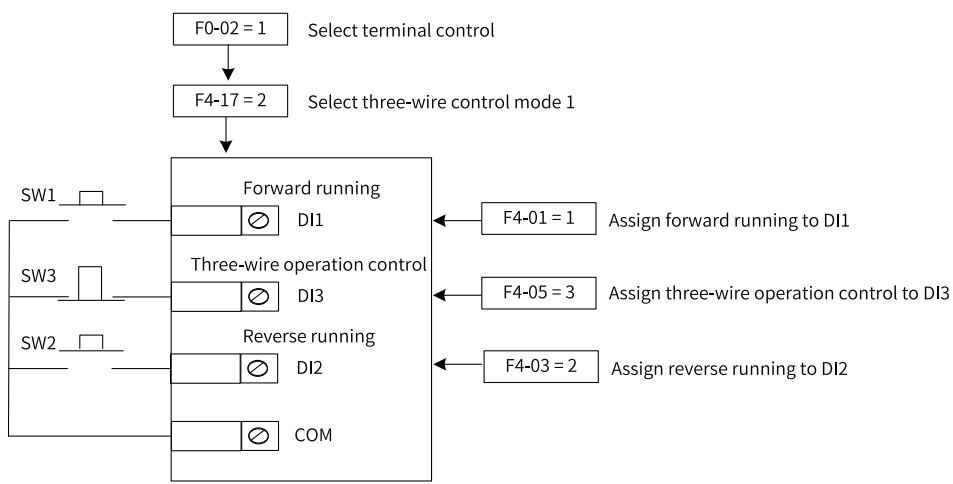 F0-02 = 1 Select terminal control
F4-17 = 2 Select three-wire control mode 1
SW1 Forward running
DI1 F4-01 = 1 Assign forward running to DI1
SW3 Three-wire operation control
DI3 F4-05 = 3 Assign three-wire operation control to DI3
SW2 Reverse running
DI2 F4-03 = 2 Assign reverse running to DI2
COM